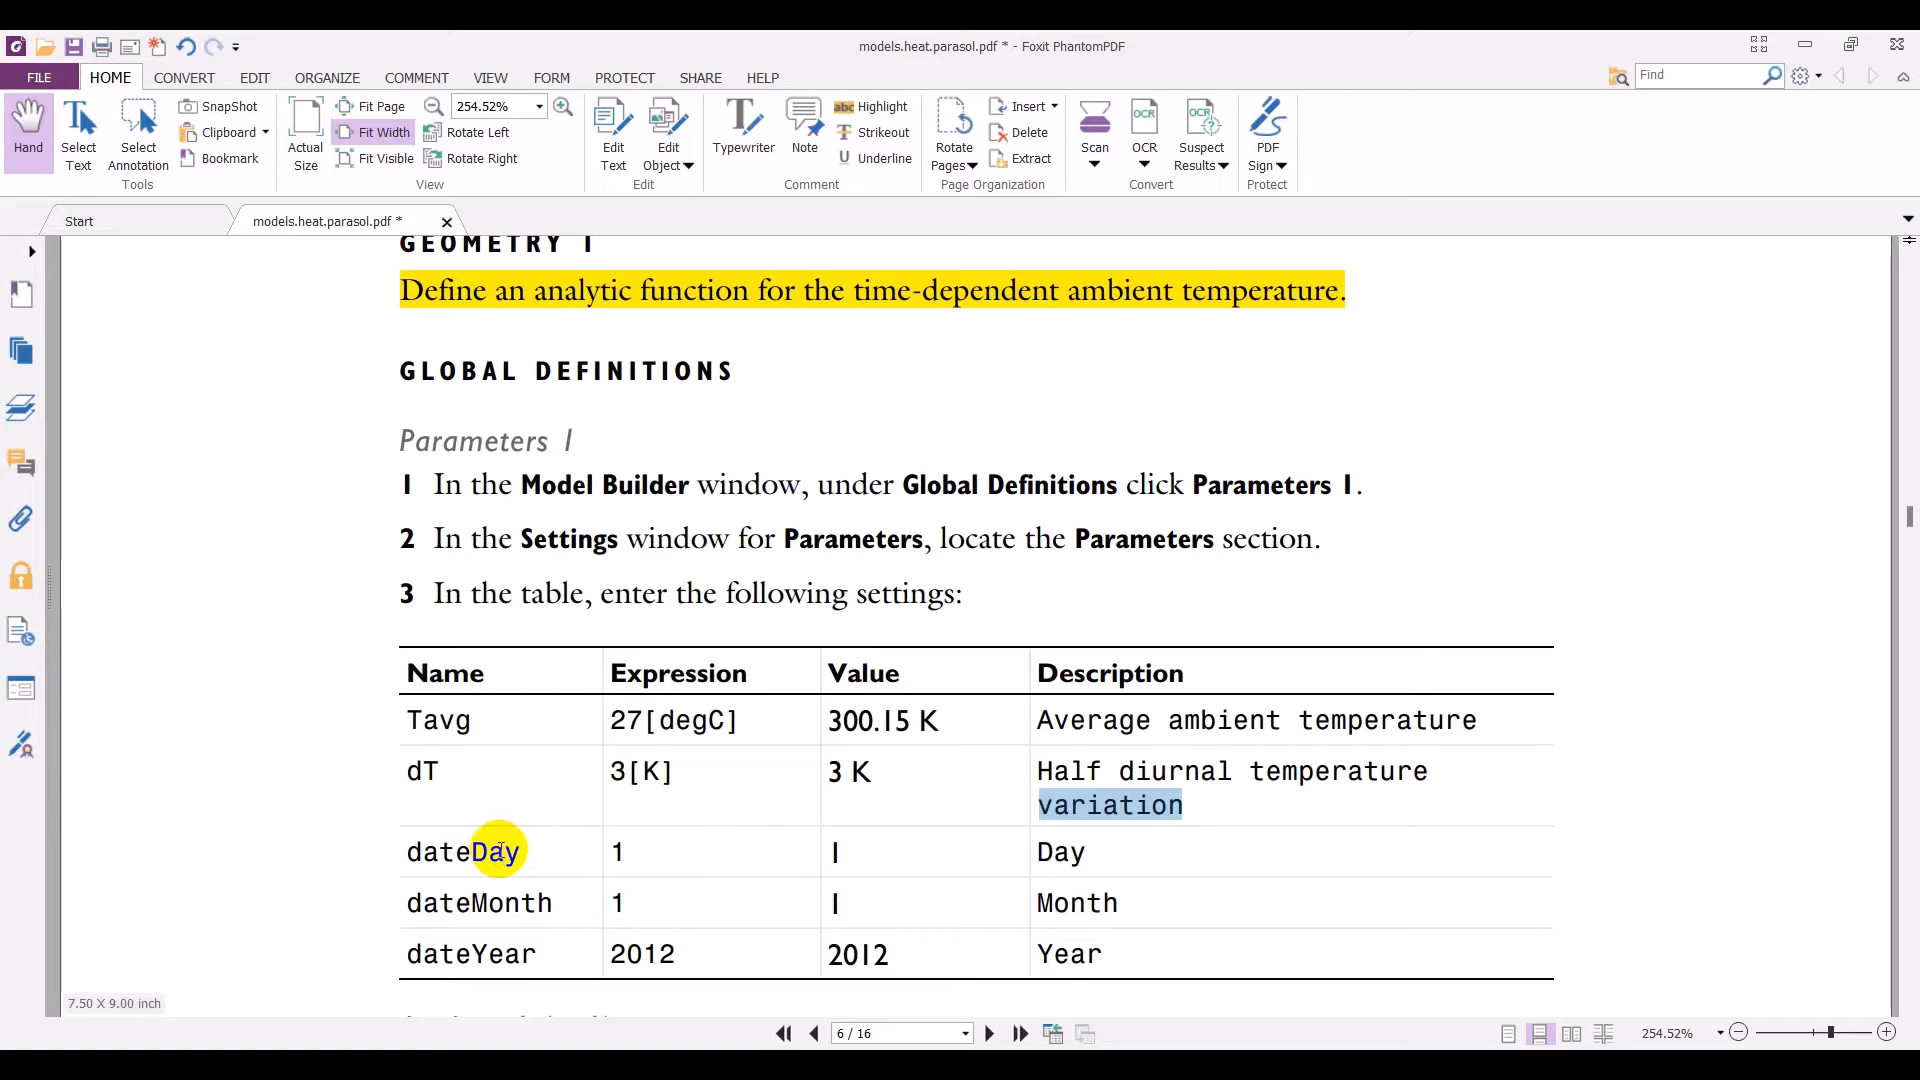 models.heat.parasol.pdf * - Foxit PhantomPDF
FILE HOME CONVERT EDIT ORGANIZE COMMENT VIEW FORM PROTECT SHARE HELP
Find
Hand
Select Text
Select Annotation
SnapShot
Clipboard
Bookmark
Tools
Actual Size
Fit Page
Fit Width
Fit Visible
254.52%
Rotate Left
Rotate Right
View
Edit Text
Edit Object
Edit
Typewriter
Note
Highlight
Strikeout
Underline
Comment
Rotate Pages
Insert
Delete
Extract
Page Organization
Scan
OCR
OCR
OCR
Suspect Results
Convert
PDF Sign
Protect
Start
models.heat.parasol.pdf *
GEOMETRY 1
Define an analytic function for the time-dependent ambient temperature.
GLOBAL DEFINITIONS
Parameters 1
1 In the Model Builder window, under Global Definitions click Parameters 1.
2 In the Settings window for Parameters, locate the Parameters section.
3 In the table, enter the following settings:
Name Expression Value Description
Tavg 27[degC] 300.15 K Average ambient temperature
dT 3[K] 3 K Half diurnal temperature
variation
dateDay 1 1 Day
dateMonth 1 1 Month
dateYear 2012 2012 Year
7.50 X 9.00 inch
6 / 16
254.52%